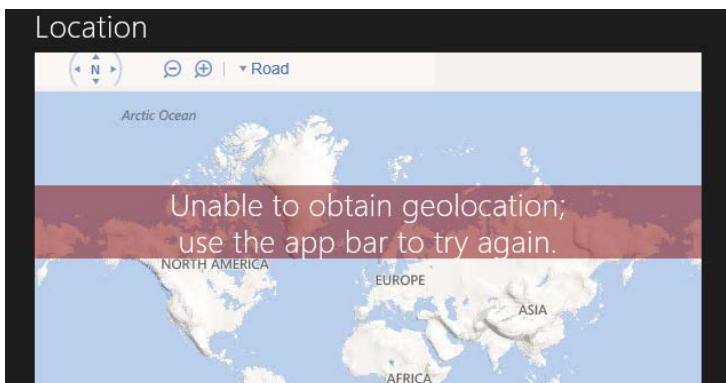 Location
N
Road
Arctic Ocean
Unable to obtain geolocation;
use the app bar to try again.
NORTH AMERICA
EUROPE
ASIA
AFRICA